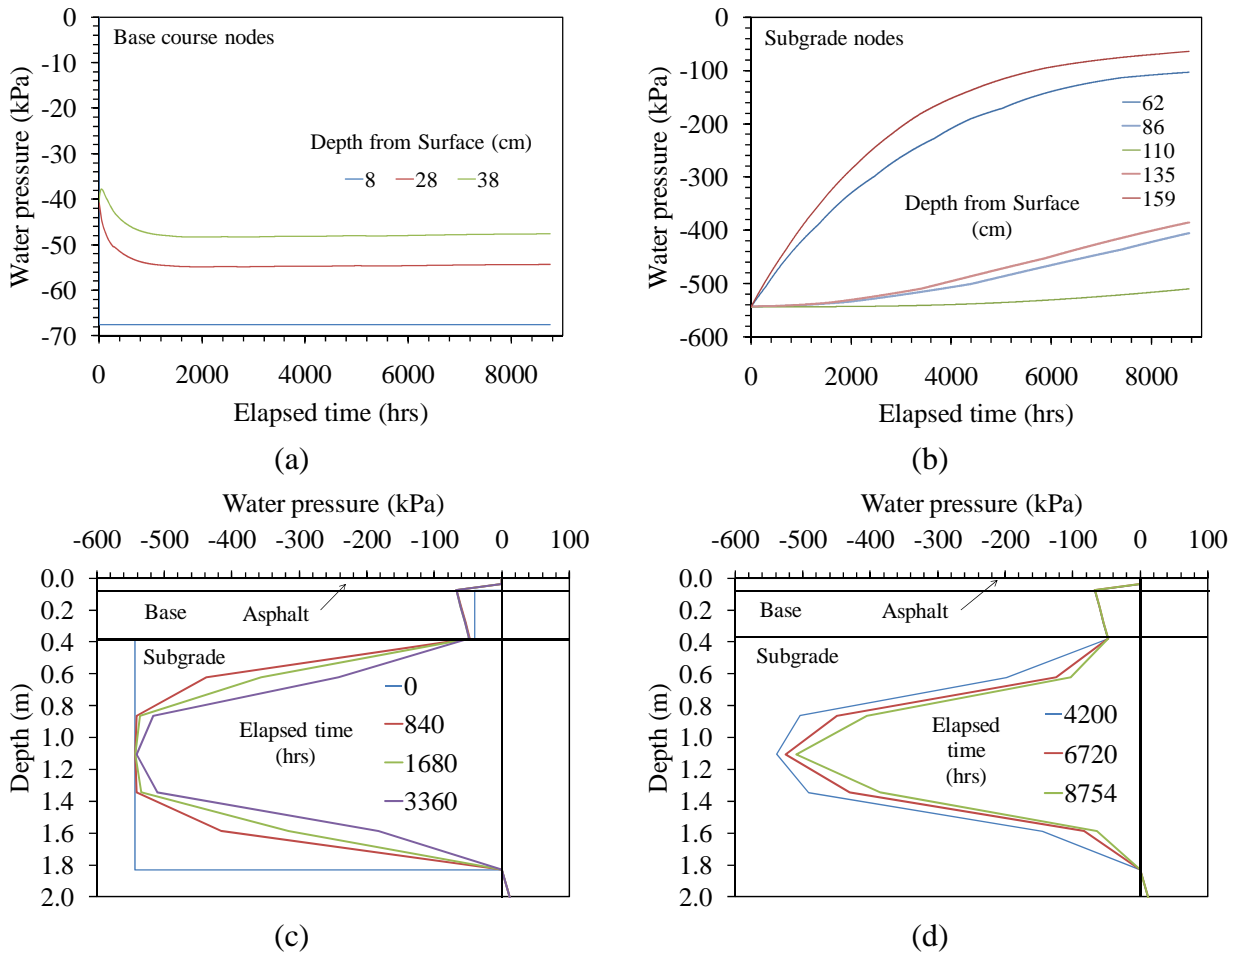 Base course nodes
Water pressure (kPa)
0
-10
-20
-30
-40
-50
-60
-70
Depth from Surface (cm)
8 28 38
0 2000 4000 6000 8000
Elapsed time (hrs)
(a)
Subgrade nodes
Water pressure (kPa)
0
-100
-200
-300
-400
-500
-600
62
86
110
135
159
Depth from Surface
(cm)
0 2000 4000 6000 8000
Elapsed time (hrs)
(b)
Water pressure (kPa)
-600 -500 -400 -300 -200 -100 0 100
Depth (m)
0.0
0.2
0.4
0.6
0.8
1.0
1.2
1.4
1.6
1.8
2.0
Base
Asphalt
Subgrade
Elapsed time
(hrs)
0
840
1680
3360
(c)
Water pressure (kPa)
-600 -500 -400 -300 -200 -100 0 100
Depth (m)
0.0
0.2
0.4
0.6
0.8
1.0
1.2
1.4
1.6
1.8
2.0
Base
Asphalt
Subgrade
Elapsed
time
(hrs)
4200
6720
8754
(d)